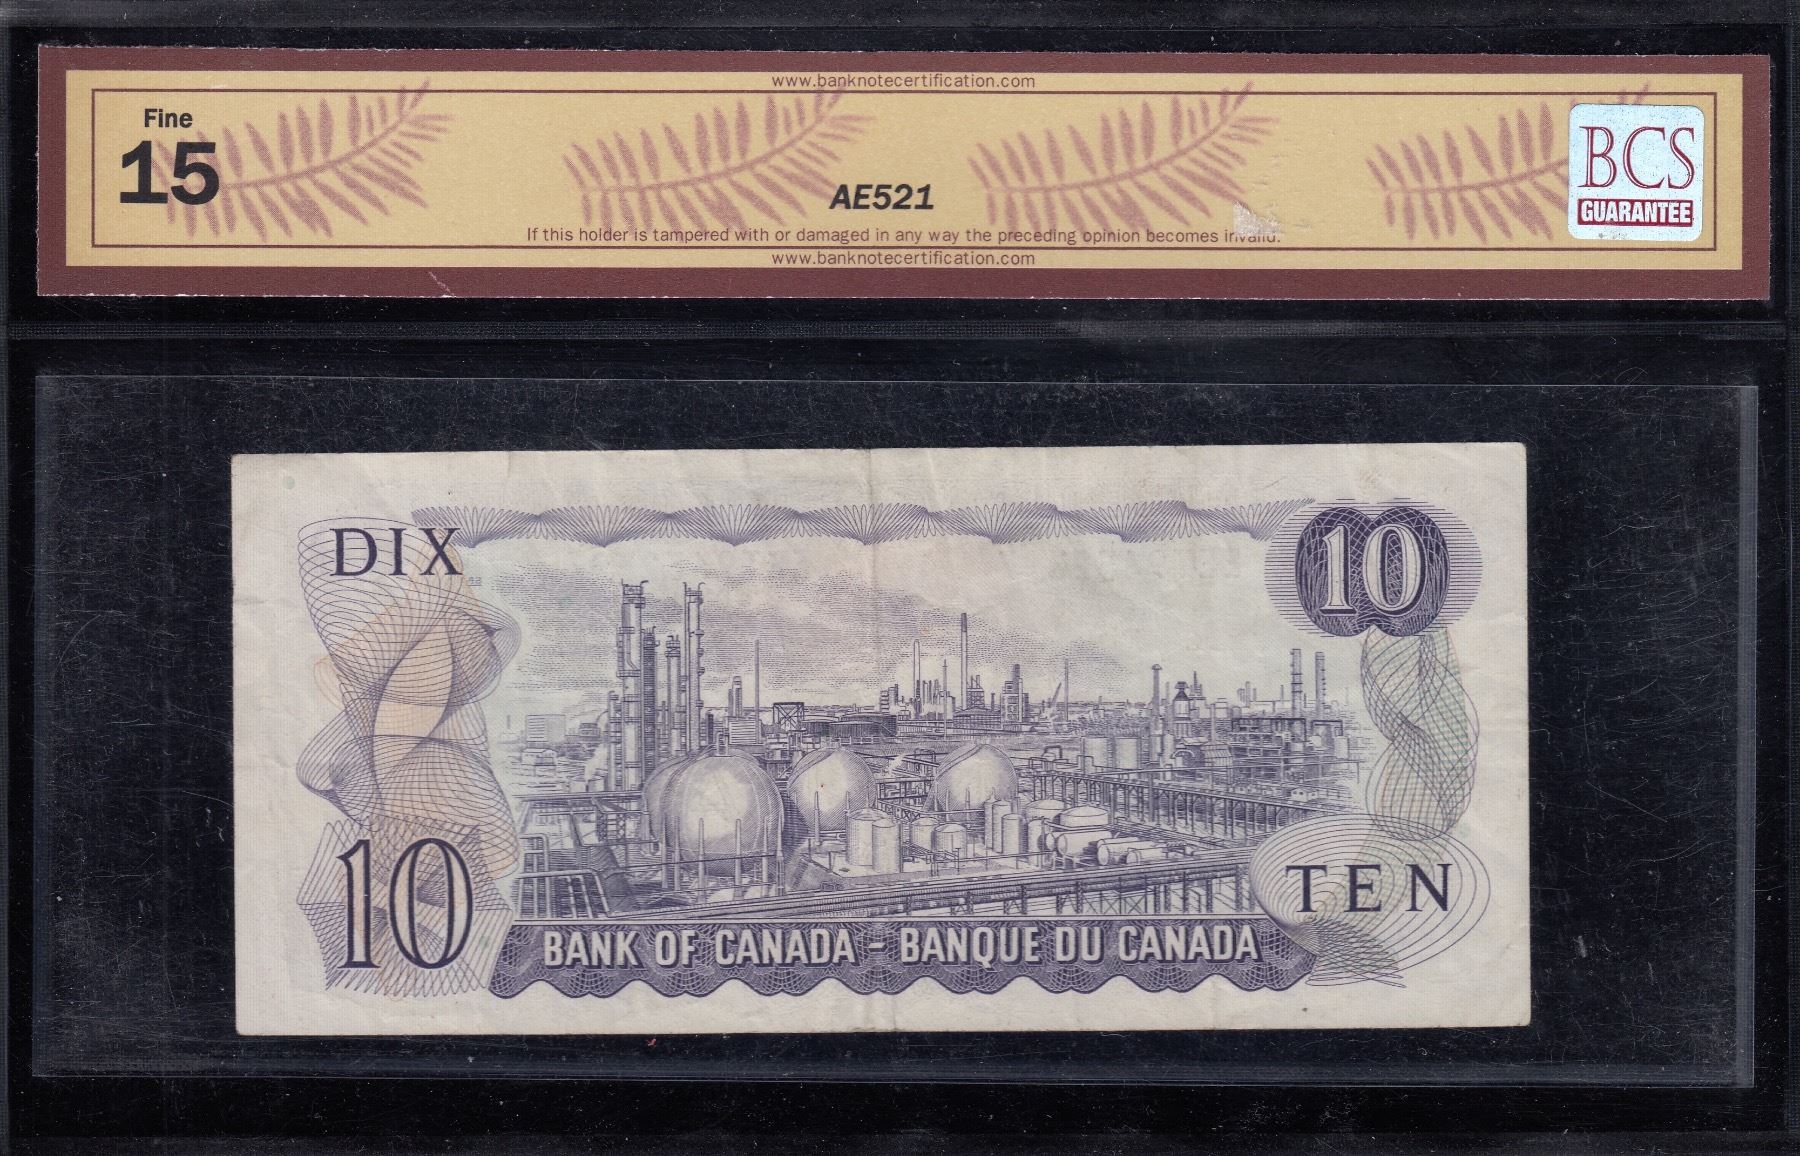 www.banknotecertification.com
Fine
15
AE521
BCS
GUARANTEE
If this holder is tampered with or damaged in any way the preceding opinion becomes invalid.
www.banknotecertification.com
DIX
10
10
TEN
BANK OF CANADA - BANQUE DU CANADA